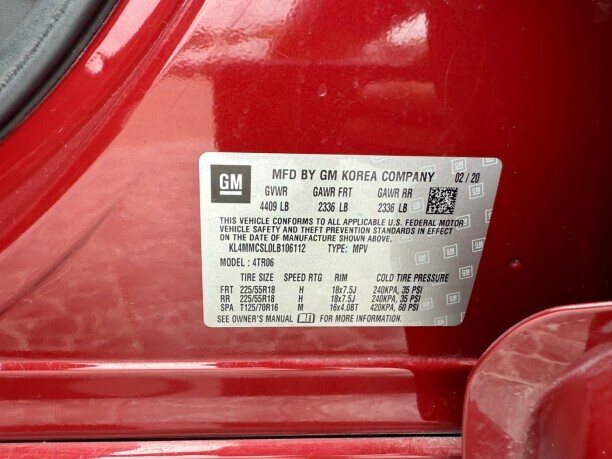 GM MFD BY GM KOREA COMPANY 02/20
GVWR GAWR FRT GAWR RR
4409 LB 2336 LB 2336 LB
THIS VEHICLE CONFORMS TO ALL APPLICABLE U.S. FEDERAL MOTOR
VEHICLE SAFETY AND THEFT PREVENTION STANDARDS IN EFFECT
ON THE DATE OF MANUFACTURE SHOWN ABOVE.
KL4MMCSL0LB106112 TYPE: MPV
MODEL: 4TR06
TIRE SIZE SPEED RTG RIM COLD TIRE PRESSURE
FRT 225/55R18 H 18x7.5J 240KPA, 35 PSI
RR 225/55R18 H 18x7.5J 240KPA, 35 PSI
SPA T125/70R16 M 16x4.0BT 420KPA, 60 PSI
SEE OWNER'S MANUAL FOR MORE INFORMATION.